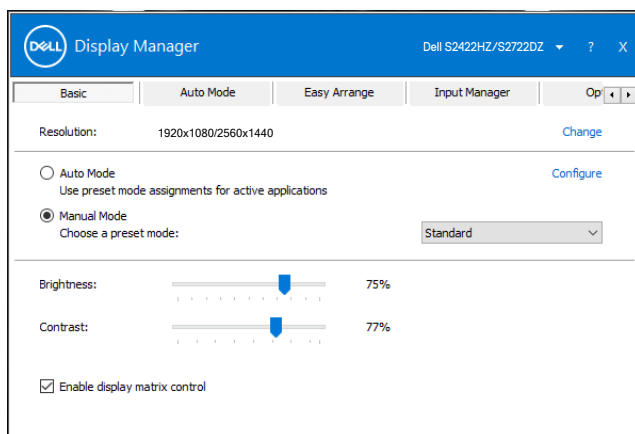 DELL Display Manager Dell S2422HZ/S2722DZ ? X
Basic Auto Mode Easy Arrange Input Manager Op
Resolution: 1920x1080/2560x1440 Change
Auto Mode Configure
Use preset mode assignments for active applications
Manual Mode
Choose a preset mode: Standard
Brightness: 75%
Contrast: 77%
Enable display matrix control